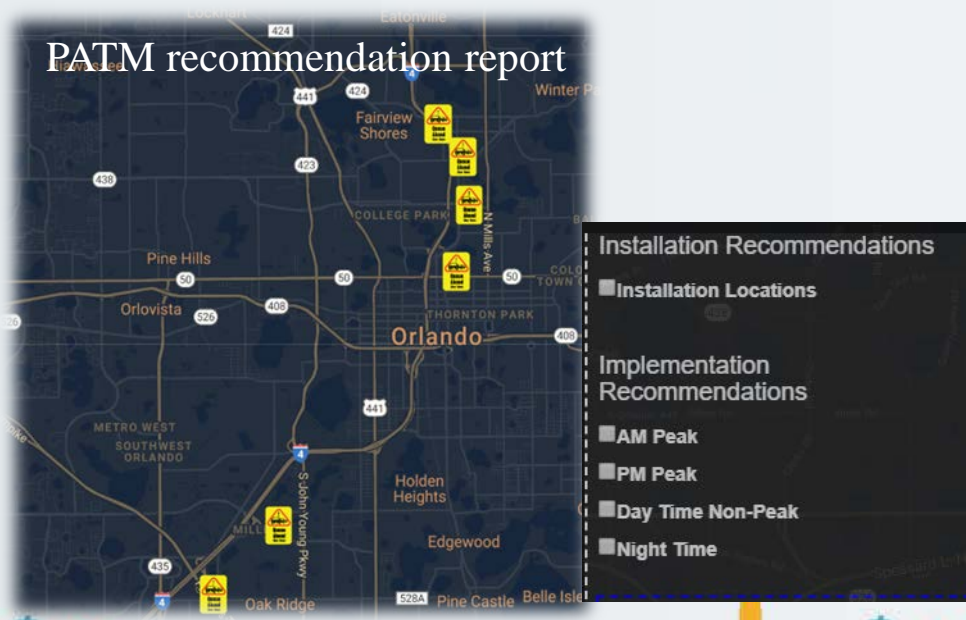 Lockhart
Eatonville
424
PATM recommendation report
4
441
424
Winter
Fairview
Shores
423
438
COLLEGE PARK
N Mills Ave
Pine Hills
50
50
50
COLO
TOWN
Orlovista
526
408
THORNTON PARK
Orlando
408
441
METRO WEST
SOUTHWEST
ORLANDO
4
S John Young Pkwy
Holden
Heights
Edgewood
435
4
Oak Ridge
528A
Pine Castle
Belle Isle
Installation Recommendations
Installation Locations
Implementation
Recommendations
AM Peak
PM Peak
Day Time Non-Peak
Night Time